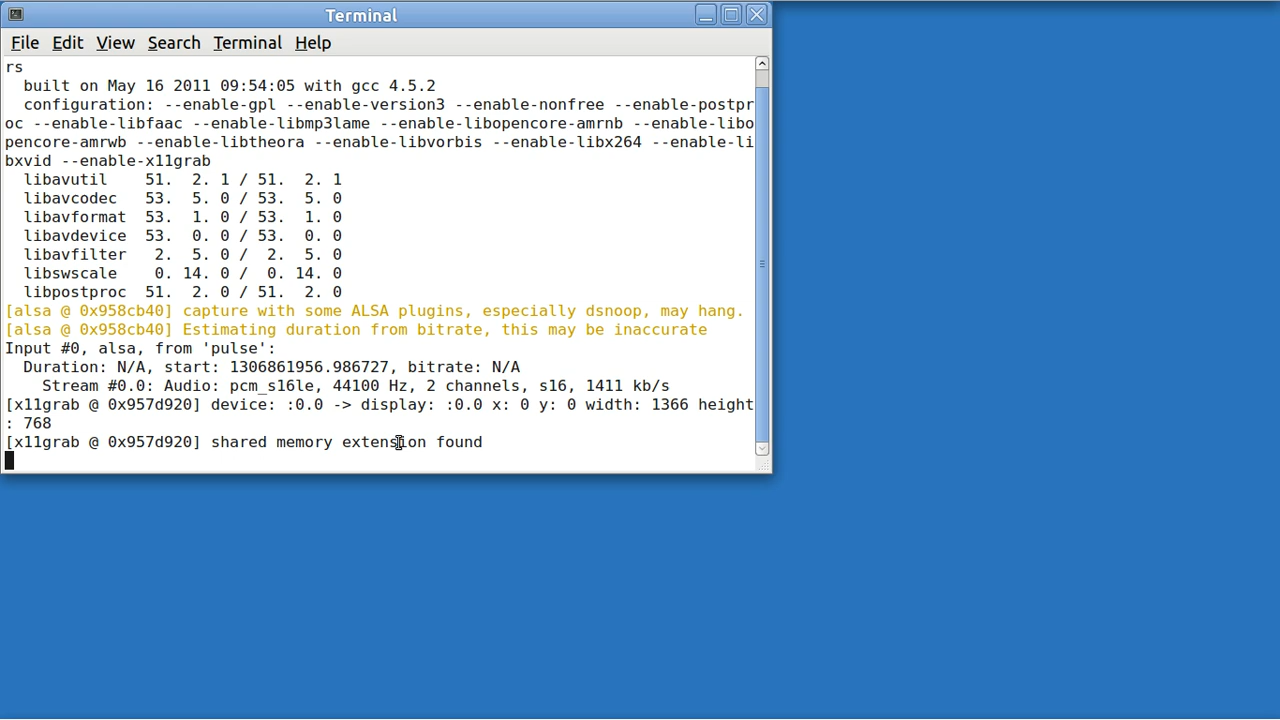 Terminal
File Edit View Search Terminal Help
rs
  built on May 16 2011 09:54:05 with gcc 4.5.2
  configuration: --enable-gpl --enable-version3 --enable-nonfree --enable-postpr
oc --enable-libfaac --enable-libmp3lame --enable-libopencore-amrnb --enable-libo
pencore-amrwb --enable-libtheora --enable-libvorbis --enable-libx264 --enable-li
bxvid --enable-x11grab
  libavutil    51.  2. 1 / 51.  2. 1
  libavcodec   53.  5. 0 / 53.  5. 0
  libavformat  53.  1. 0 / 53.  1. 0
  libavdevice  53.  0. 0 / 53.  0. 0
  libavfilter   2.  5. 0 /  2.  5. 0
  libswscale    0. 14. 0 /  0. 14. 0
  libpostproc  51.  2. 0 / 51.  2. 0
[alsa @ 0x958cb40] capture with some ALSA plugins, especially dsnoop, may hang.
[alsa @ 0x958cb40] Estimating duration from bitrate, this may be inaccurate
Input #0, alsa, from 'pulse':
  Duration: N/A, start: 1306861956.986727, bitrate: N/A
    Stream #0.0: Audio: pcm_s16le, 44100 Hz, 2 channels, s16, 1411 kb/s
[x11grab @ 0x957d920] device: :0.0 -> display: :0.0 x: 0 y: 0 width: 1366 height
: 768
[x11grab @ 0x957d920] shared memory extension found